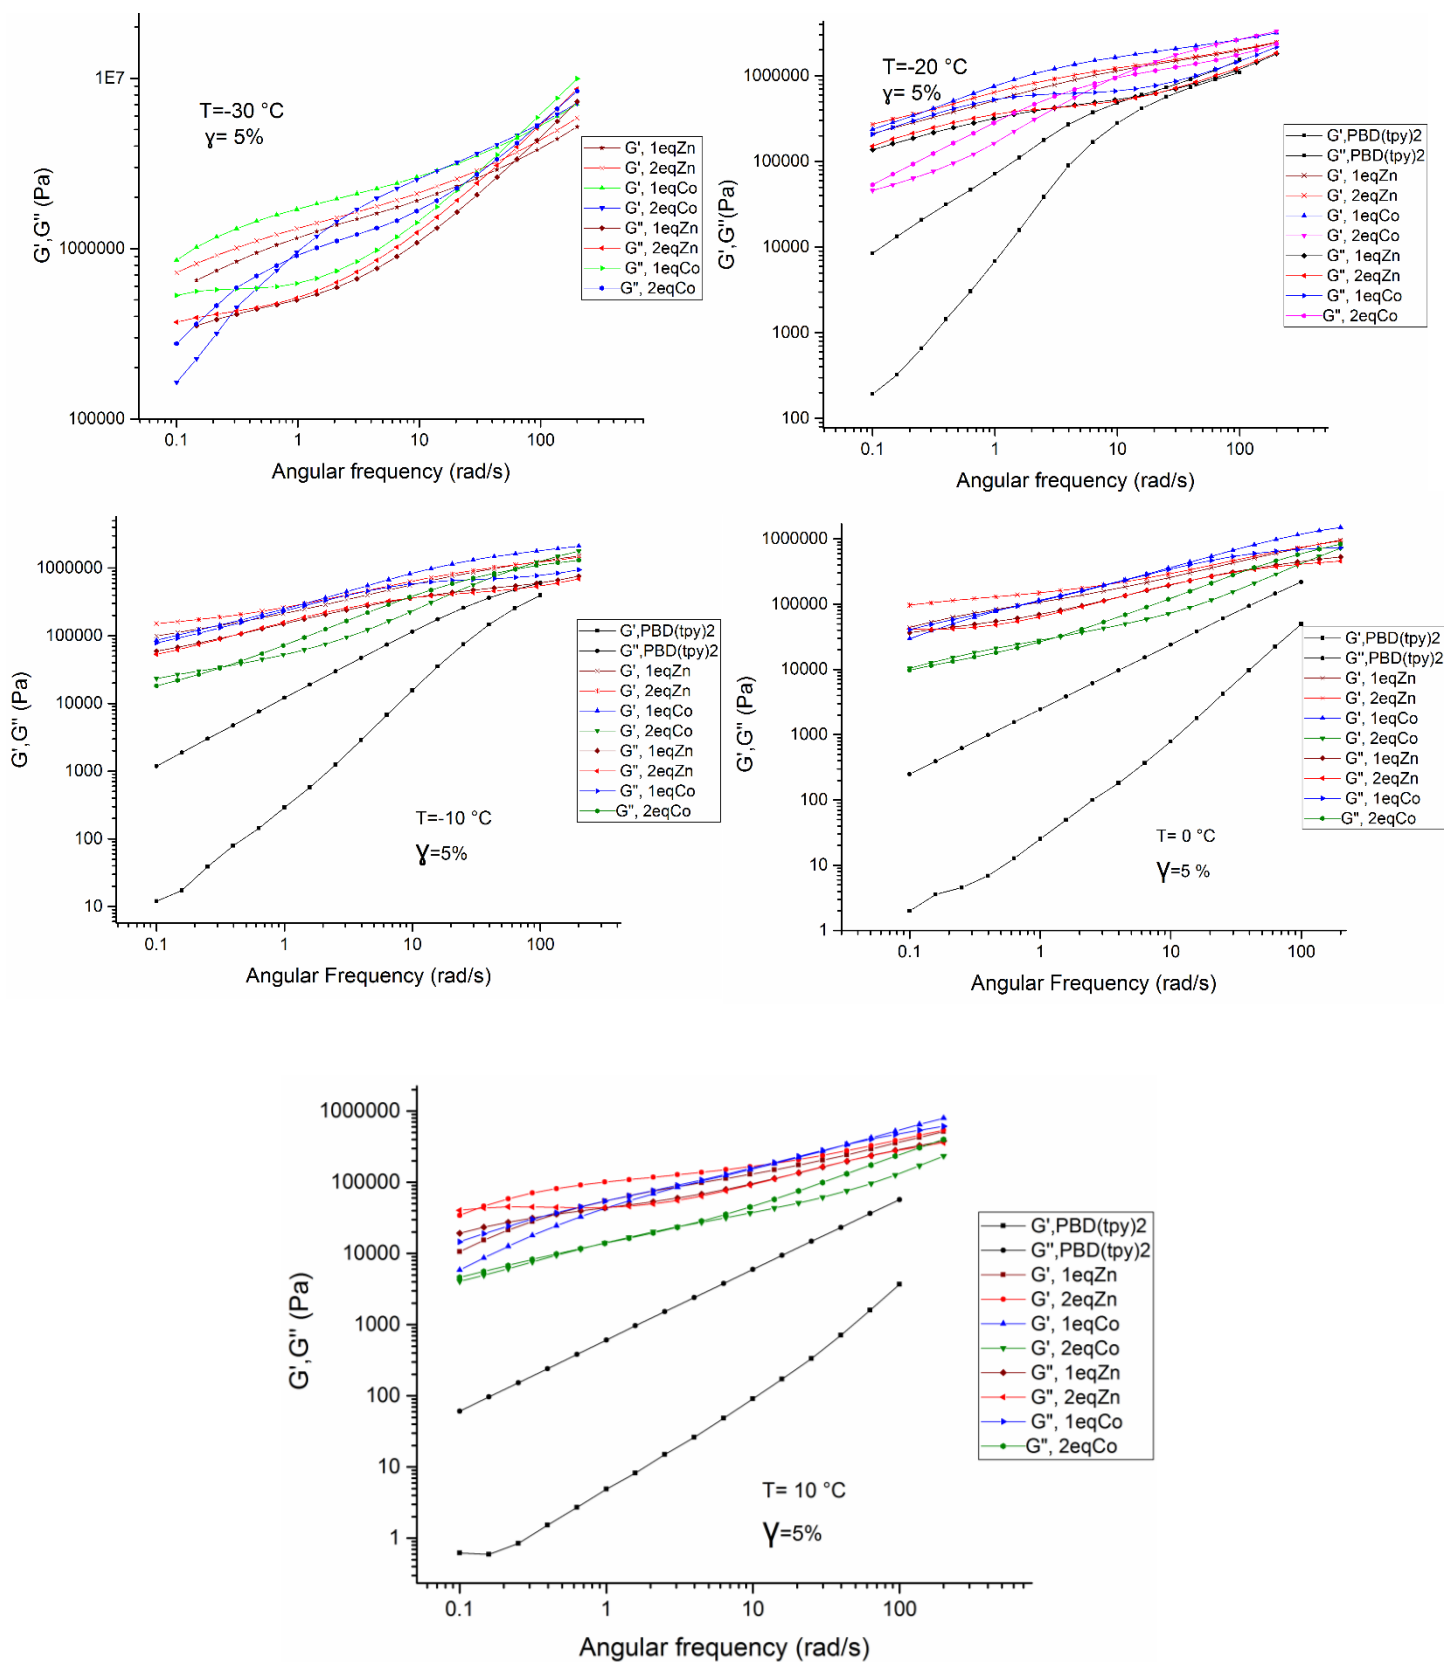 1E7
1000000
100000
G',G" (Pa)
T=-30 °C
γ= 5%
G', 1eqZn
G', 2eqZn
G', 1eqCo
G', 2eqCo
G", 1eqZn
G", 2eqZn
G", 1eqCo
G", 2eqCo
0.1 1 10 100
Angular frequency (rad/s)
1000000
100000
10000
1000
100
G',G"(Pa)
T=-20 °C
γ= 5%
G',PBD(tpy)2
G",PBD(tpy)2
G', 1eqZn
G', 2eqZn
G', 1eqCo
G', 2eqCo
G", 1eqZn
G", 2eqZn
G", 1eqCo
G", 2eqCo
0.1 1 10 100
Angular frequency (rad/s)
1000000
100000
10000
1000
100
10
G',G" (Pa)
G',PBD(tpy)2
G",PBD(tpy)2
G', 1eqZn
G', 2eqZn
G', 1eqCo
G', 2eqCo
G", 1eqZn
G", 2eqZn
G", 1eqCo
G", 2eqCo
T=-10 °C
γ=5%
0.1 1 10 100
Angular Frequency (rad/s)
1000000
100000
10000
1000
100
10
1
G',G" (Pa)
G',PBD(tpy)2
G",PBD(tpy)2
G', 1eqZn
G', 2eqZn
G', 1eqCo
G', 2eqCo
G", 1eqZn
G", 2eqZn
G", 1eqCo
G", 2eqCo
T= 0 °C
γ=5 %
0.1 1 10 100
Angular Frequency (rad/s)
1000000
100000
10000
1000
100
10
1
G',G" (Pa)
G',PBD(tpy)2
G",PBD(tpy)2
G', 1eqZn
G', 2eqZn
G', 1eqCo
G', 2eqCo
G", 1eqZn
G", 2eqZn
G", 1eqCo
G", 2eqCo
T= 10 °C
γ=5%
0.1 1 10 100
Angular frequency (rad/s)